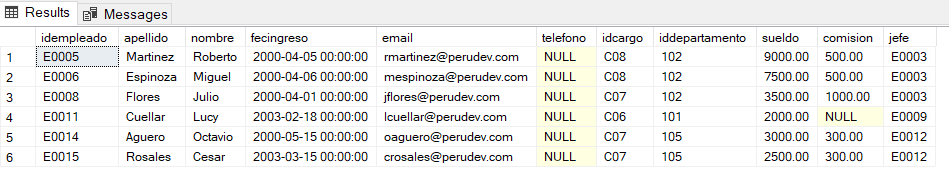 Results Messages
idempleado apellido nombre fecingreso email telefono idcargo iddepartamento sueldo comision jefe
1 E0005 Martinez Roberto 2000-04-05 00:00:00 rmartinez@perudev.com NULL C08 102 9000.00 500.00 E0003
2 E0006 Espinoza Miguel 2000-04-06 00:00:00 mespinoza@perudev.com NULL C08 102 7500.00 500.00 E0003
3 E0008 Flores Julio 2000-04-01 00:00:00 jflores@perudev.com NULL C07 102 3500.00 1000.00 E0003
4 E0011 Cuellar Lucy 2003-02-18 00:00:00 lcuellar@perudev.com NULL C06 101 2000.00 NULL E0009
5 E0014 Aguero Octavio 2000-05-15 00:00:00 oaguero@perudev.com NULL C07 105 3000.00 300.00 E0012
6 E0015 Rosales Cesar 2003-03-15 00:00:00 crosales@perudev.com NULL C07 105 2500.00 300.00 E0012